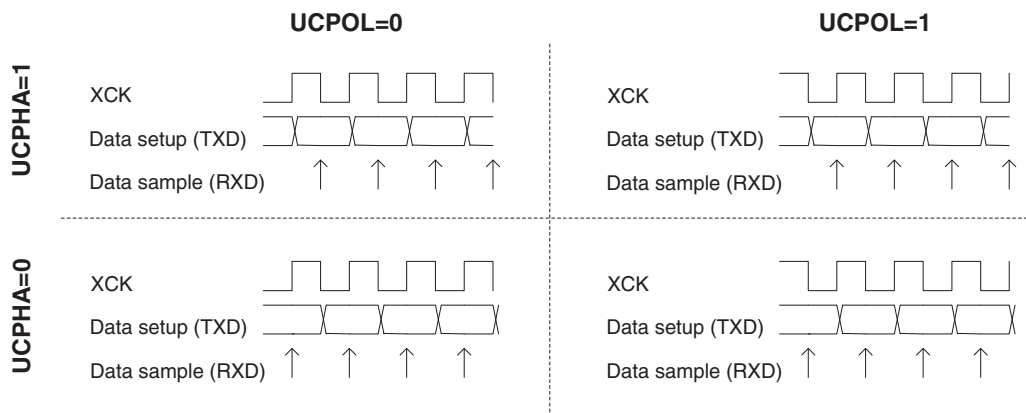 UCPOL=0
UCPOL=1
UCPHA=1
XCK
Data setup (TXD)
Data sample (RXD)
XCK
Data setup (TXD)
Data sample (RXD)
UCPHA=0
XCK
Data setup (TXD)
Data sample (RXD)
XCK
Data setup (TXD)
Data sample (RXD)